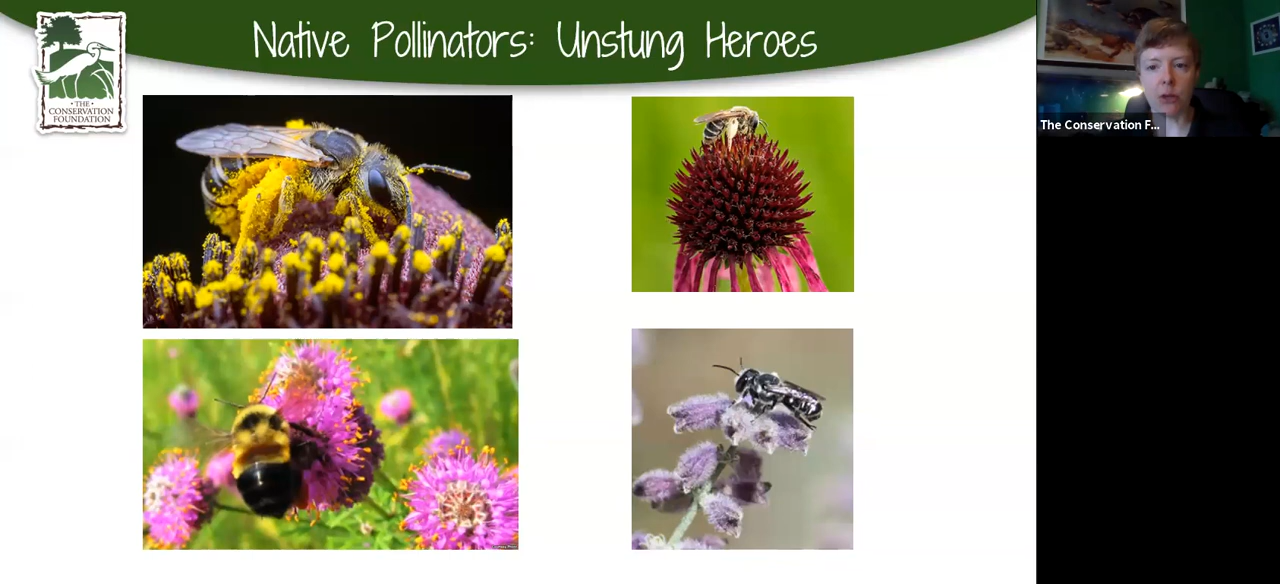 Native Pollinators: Unstung Heroes
• THE •
CONSERVATION
FOUNDATION
The Conservation F...